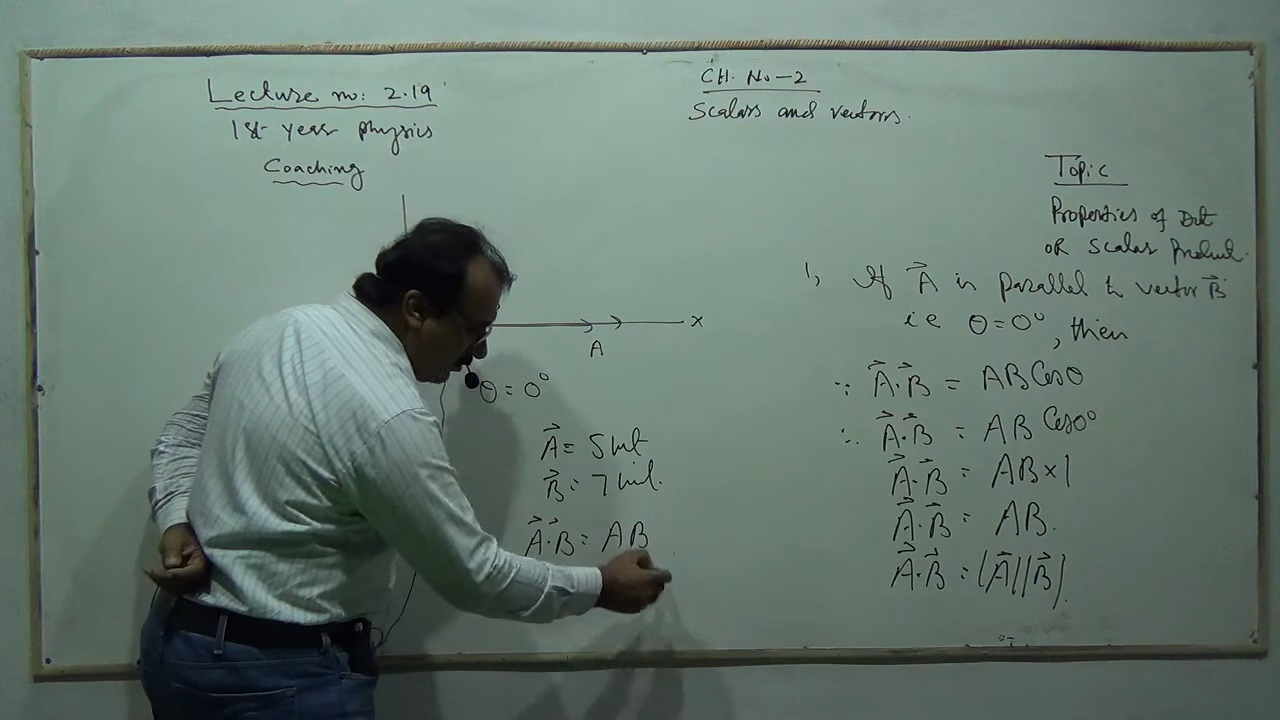 Lecture no: 2.19
1st year physics
Coaching
CH. No-2
Scalars and vectors.
Topic
Properties of Dot
OR Scalar Product.
1, If A⃗ is parallel to vector B⃗
i.e θ=0°, then
∵ A⃗.B⃗ = AB Cosθ
∴ A⃗.B⃗ = AB Cos0°
A⃗.B⃗ = AB×1
A⃗.B⃗ = AB.
A⃗.B⃗ = |A⃗||B⃗|.
x
A
θ = 0°
A⃗ = 5 unit
B⃗ = 7 unit.
A⃗.B⃗ = AB